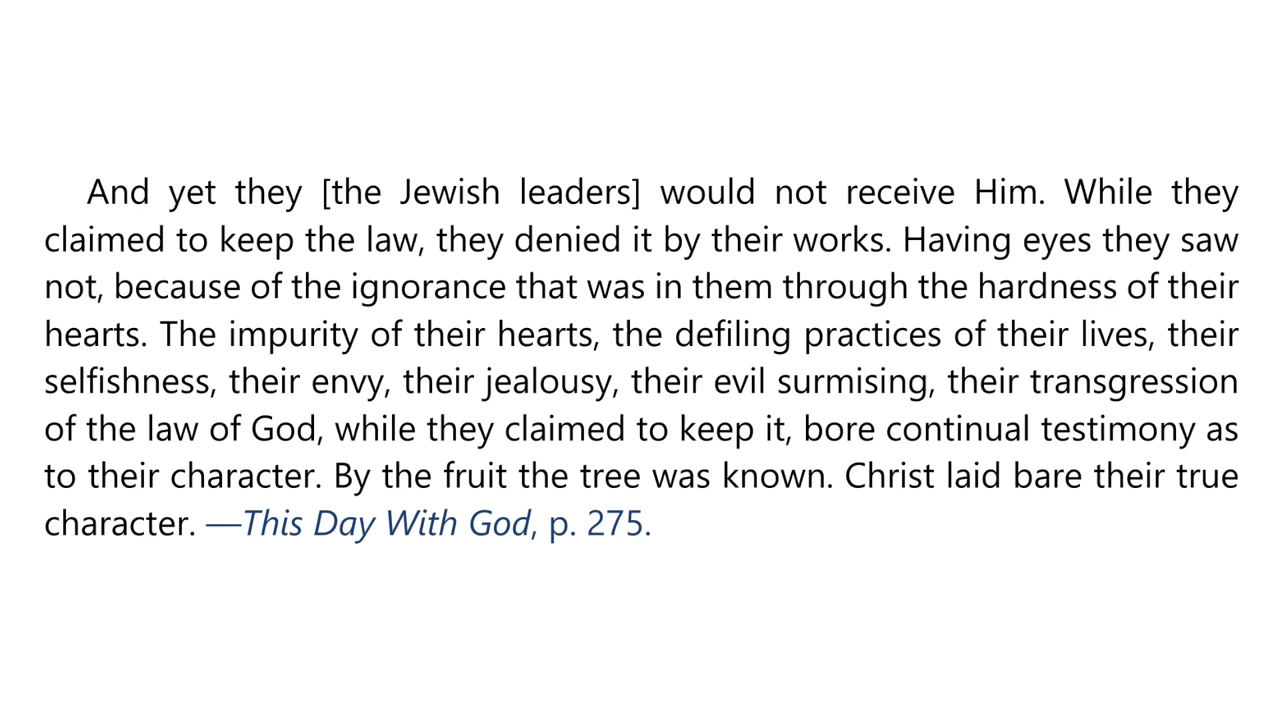 And yet they [the Jewish leaders] would not receive Him. While they
claimed to keep the law, they denied it by their works. Having eyes they saw
not, because of the ignorance that was in them through the hardness of their
hearts. The impurity of their hearts, the defiling practices of their lives, their
selfishness, their envy, their jealousy, their evil surmising, their transgression
of the law of God, while they claimed to keep it, bore continual testimony as
to their character. By the fruit the tree was known. Christ laid bare their true
character. —This Day With God, p. 275.